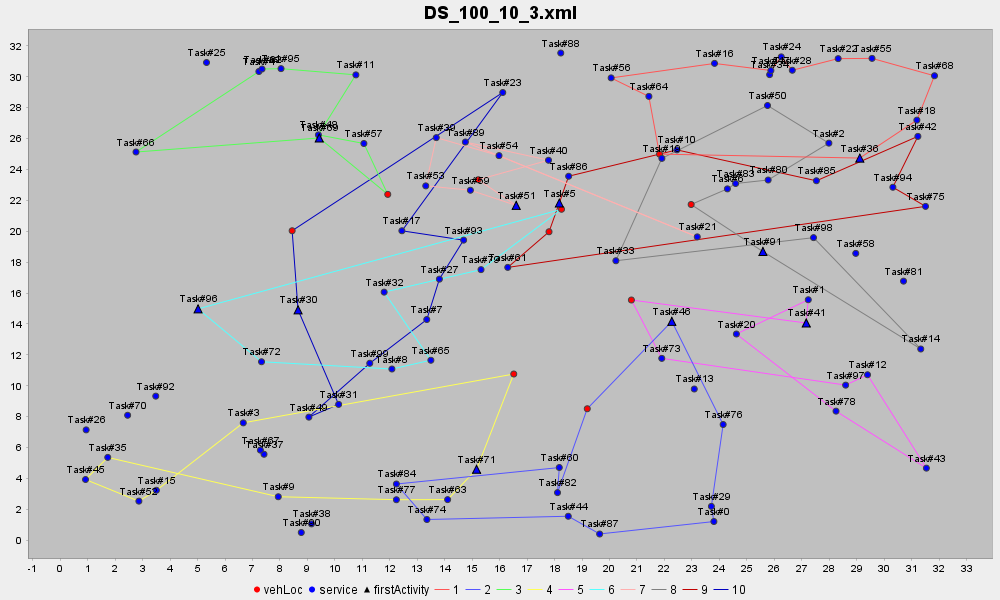 DS_100_10_3.xml
32
30
28
26
24
22
20
18
16
14
12
10
8
6
4
2
0
Task#88
Task#25
Task#95
Task#11
Task#56
Task#16
Task#24
Task#28
Task#22
Task#55
Task#68
Task#23
Task#64
Task#50
Task#18
Task#42
Task#66
Task#57
Task#39
Task#89
Task#54
Task#40
Task#10
Task#2
Task#36
Task#86
Task#53
Task#59
Task#51
Task#5
Task#83
Task#80
Task#85
Task#94
Task#75
Task#17
Task#93
Task#21
Task#91
Task#98
Task#58
Task#33
Task#61
Task#79
Task#27
Task#32
Task#81
Task#96
Task#30
Task#7
Task#46
Task#1
Task#41
Task#20
Task#14
Task#72
Task#99
Task#8
Task#65
Task#73
Task#97
Task#12
Task#92
Task#70
Task#26
Task#3
Task#49
Task#31
Task#13
Task#76
Task#78
Task#37
Task#35
Task#45
Task#15
Task#52
Task#9
Task#84
Task#77
Task#63
Task#71
Task#60
Task#82
Task#43
Task#38
Task#90
Task#74
Task#44
Task#87
Task#29
Task#0
-1 0 1 2 3 4 5 6 7 8 9 10 11 12 13 14 15 16 17 18 19 20 21 22 23 24 25 26 27 28 29 30 31 32 33
vehLoc service firstActivity 1 2 3 4 5 6 7 8 9 10